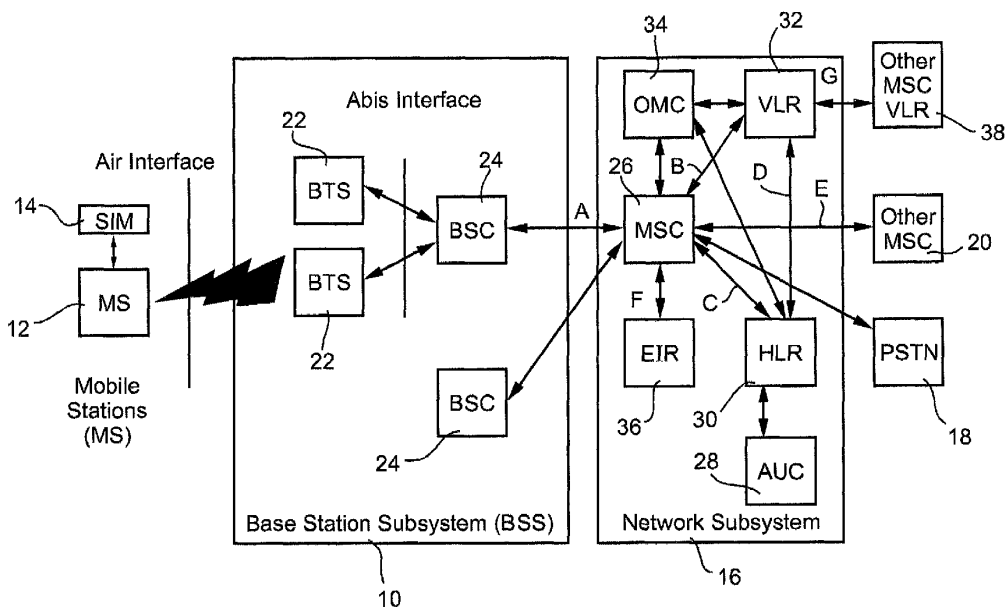 34
32
Other
MSC
VLR
38
OMC
VLR
G
Abis Interface
22
Air Interface
BTS
24
BSC
A
26
MSC
B
D
E
Other
MSC
20
14
SIM
MS
12
BTS
22
F
C
EIR
36
HLR
30
PSTN
18
Mobile
Stations
(MS)
BSC
24
28
AUC
Base Station Subsystem (BSS)
10
Network Subsystem
16